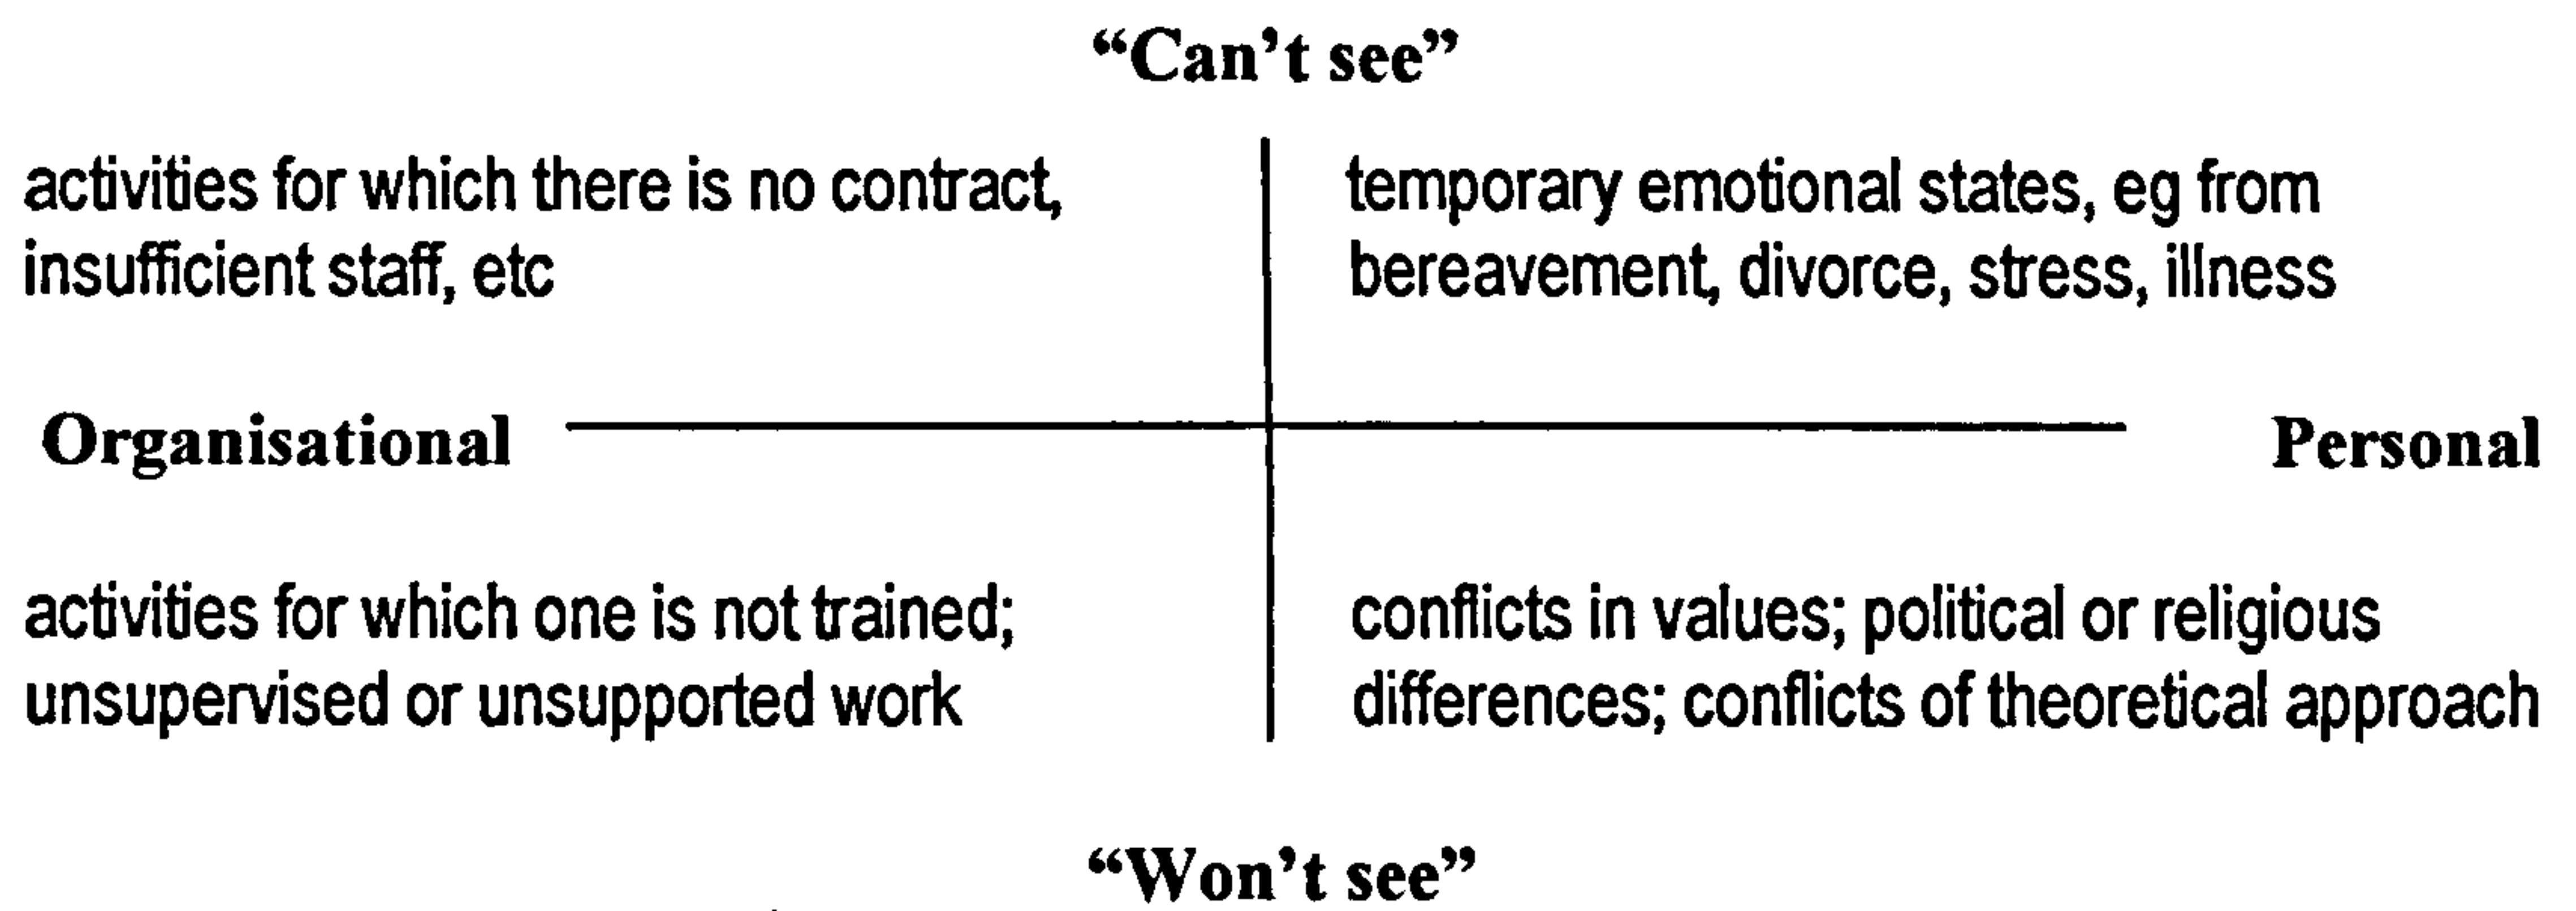 “Can’t see”
activities for which there is no contract,
insufficient staff, etc
temporary emotional states, eg from
bereavement, divorce, stress, illness
Organisational
Personal
activities for which one is not trained;
unsupervised or unsupported work
conflicts in values; political or religious
differences; conflicts of theoretical approach
“Won’t see”